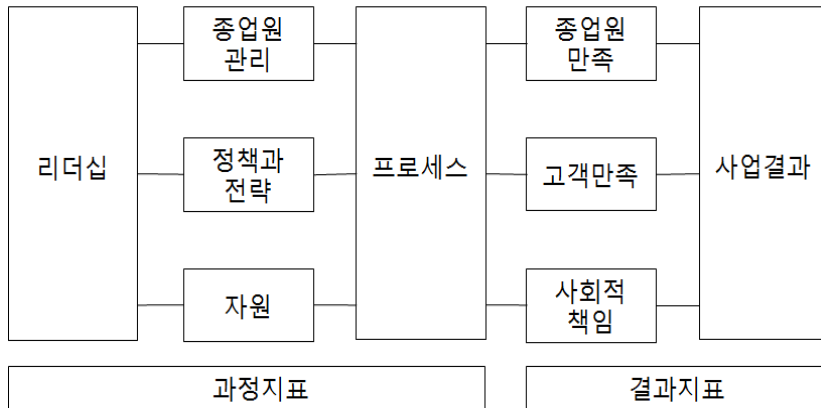 리더십
종업원
관리
정책과
전략
자원
프로세스
종업원
만족
고객만족
사회적
책임
사업결과
과정지표
결과지표